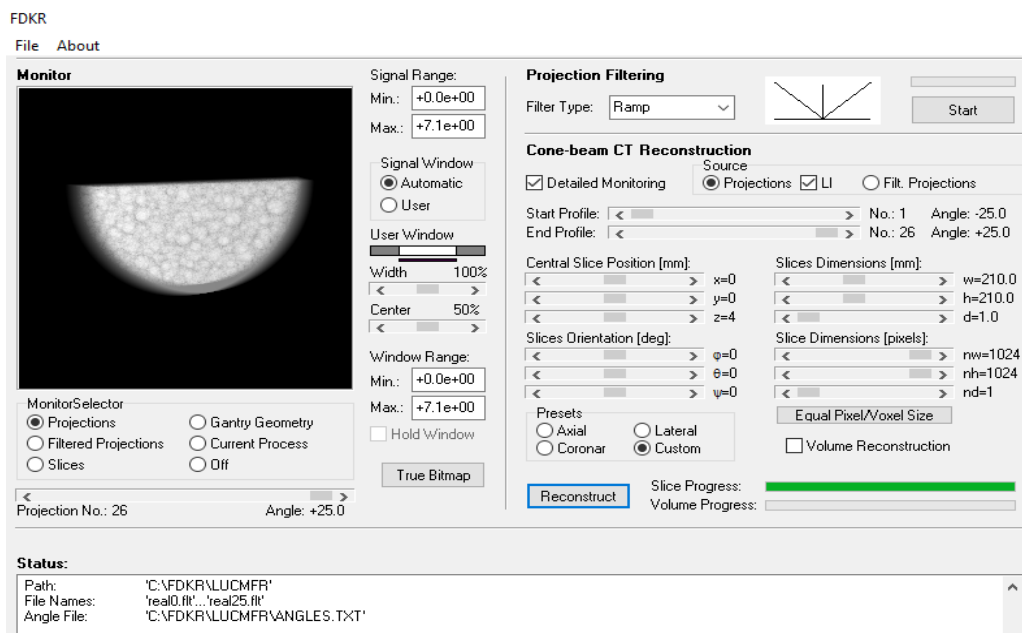 FDKR
File About
Monitor
Signal Range:
Min.: +0.0e+00
Max.: +7.1e+00
Signal Window
Automatic
User
User Window
Width 100%
Center 50%
Window Range:
Min.: +0.0e+00
Max.: +7.1e+00
Hold Window
True Bitmap
MonitorSelector
Projections Gantry Geometry
Filtered Projections Current Process
Slices Off
Projection No.: 26 Angle: +25.0
Projection Filtering
Filter Type: Ramp
Start
Cone-beam CT Reconstruction
Source
Detailed Monitoring Projections LI Filt. Projections
Start Profile: No.: 1 Angle: -25.0
End Profile: No.: 26 Angle: +25.0
Central Slice Position [mm]:
x=0
y=0
z=4
Slices Dimensions [mm]:
w=210.0
h=210.0
d=1.0
Slices Orientation [deg]:
φ=0
θ=0
ψ=0
Slice Dimensions [pixels]:
nw=1024
nh=1024
nd=1
Presets
Axial Lateral
Coronar Custom
Equal Pixel/Voxel Size
Volume Reconstruction
Reconstruct
Slice Progress:
Volume Progress:
Status:
Path: 'C:\FDKR\LUCMFR'
File Names: 'real0.flt'...'real25.flt'
Angle File: 'C:\FDKR\LUCMFR\ANGLES.TXT'